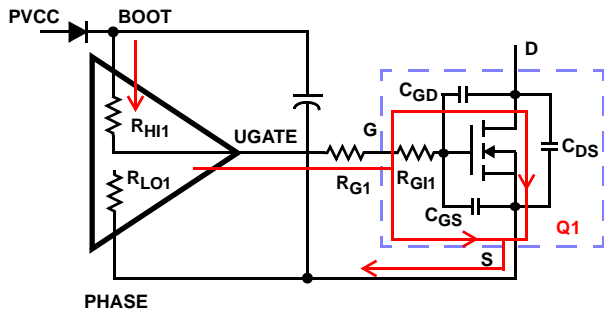 PVCC
BOOT
D
CGD
RHI1
UGATE
G
CDS
RLO1
RG1
RGI1
CGS
Q1
S
PHASE